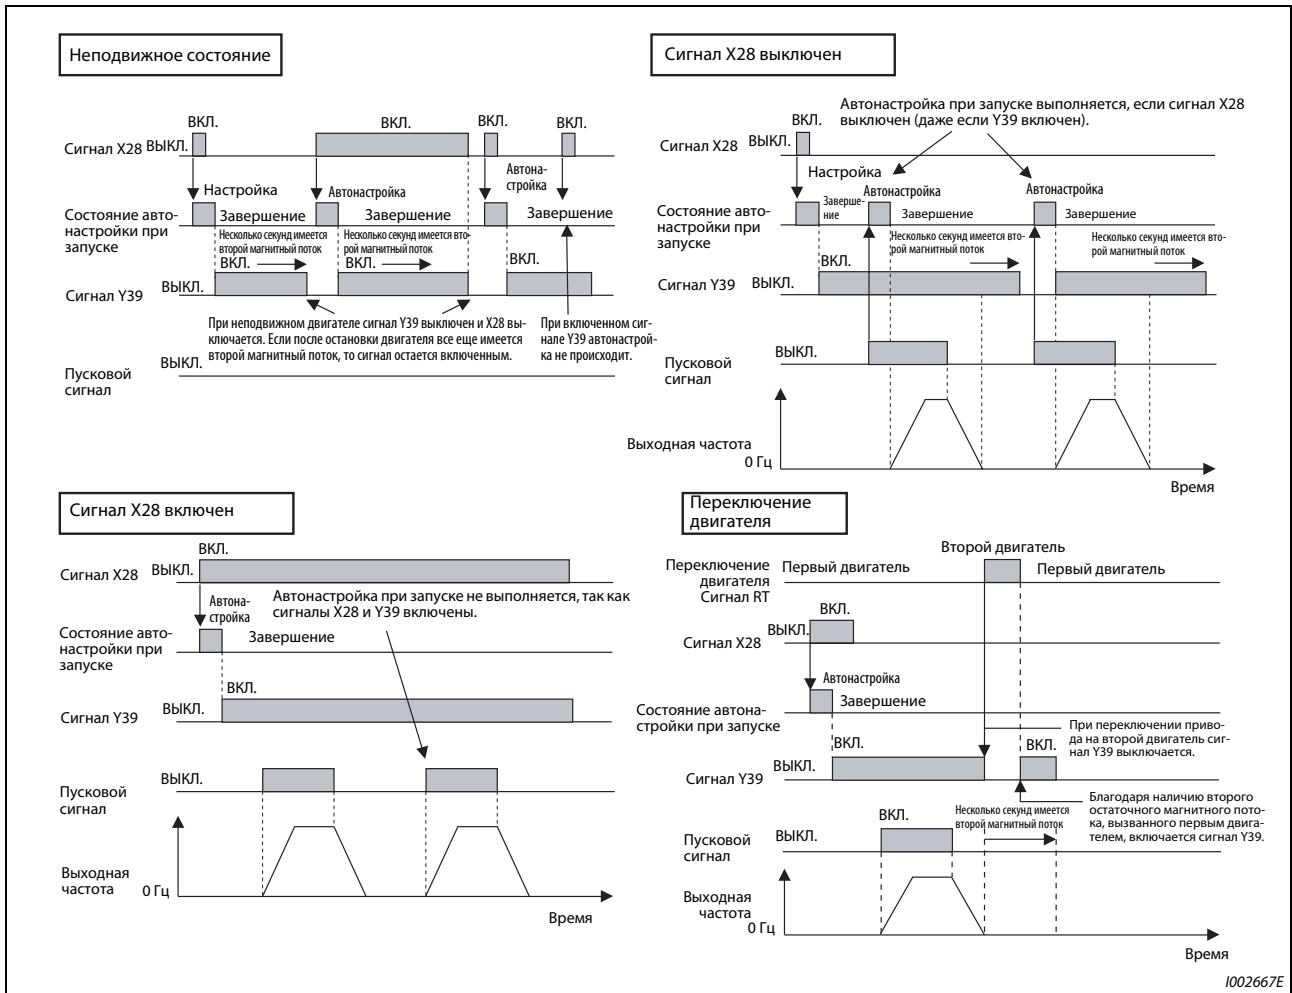 Неподвижное состояние
ВКЛ.
ВКЛ.
ВКЛ.
ВКЛ.
Сигнал X28
ВЫКЛ.
Настройка
Автонастройка
Автона-
стройка
Состояние авто-
настройки при
запуске
Завершение
Завершение
Завершение
Несколько секунд имеется
второй магнитный поток
Несколько секунд имеется вто-
рой магнитный поток
ВКЛ.
ВКЛ.
ВКЛ.
Сигнал Y39
ВЫКЛ.
При неподвижном двигателе сигнал Y39 выключен и X28 вы-
ключается. Если после остановки двигателя все еще имеется
второй магнитный поток, то сигнал остается включенным.
При включенном сиг-
нале Y39 автонастрой-
ка не происходит.
Пусковой
сигнал
ВЫКЛ.
Сигнал X28 выключен
Автонастройка при запуске выполняется, если сигнал X28
выключен (даже если Y39 включен).
ВКЛ.
Сигнал X28
ВЫКЛ.
Настройка
Автонастройка
Автонастройка
Состояние авто-
настройки при
запуске
Заверше-
ние
Завершение
Завершение
Несколько секунд имеется вто-
рой магнитный поток
Несколько секунд имеется вто-
рой магнитный поток
ВКЛ.
Сигнал Y39
ВЫКЛ.
ВЫКЛ.
Пусковой
сигнал
Выходная частота
0 Гц
Время
Сигнал X28 включен
ВКЛ.
Сигнал X28
ВЫКЛ.
Автона-
стройка
Автонастройка при запуске не выполняется, так как
сигналы X28 и Y39 включены.
Состояние авто-
настройки при
запуске
Завершение
ВКЛ.
Сигнал Y39
ВЫКЛ.
ВЫКЛ.
Пусковой
сигнал
Выходная
частота
0 Гц
Время
Переключение
двигателя
Второй двигатель
Переключение
двигателя
Сигнал RT
Первый двигатель
Первый двигатель
ВКЛ.
ВЫКЛ.
Сигнал X28
Автонастройка
Завершение
Состояние автона-
стройки при запуске
При переключении приво-
да на второй двигатель сиг-
нал Y39 выключается.
ВКЛ.
ВКЛ.
Сигнал Y39
ВЫКЛ.
Благодаря наличию второго
остаточного магнитного пото-
ка, вызванного первым двига-
телем, включается сигнал Y39.
Несколько секунд имеется
второй магнитный поток
ВКЛ.
ВЫКЛ.
Пусковой
сигнал
Выходная
частота
0 Гц
Время
I002667E